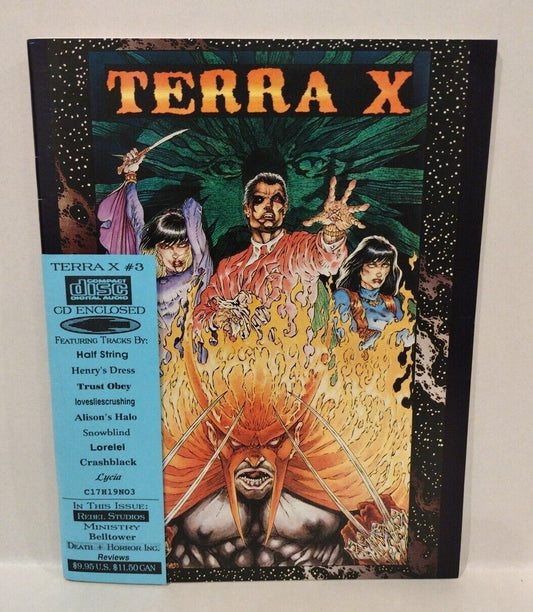 TERRA X
TERRA X #3
COMPACT
disc
DIGITAL AUDIO
CD ENCLOSED
FEATURING TRACKS BY:
Half String
Henry's Dress
Trust Obey
lovesliescrushing
Alison's Halo
Snowblind
Lorelei
Crashblack
Lycia
C17H19NO3
IN THIS ISSUE:
REBEL STUDIOS
MINISTRY
Belltower
DEATH + HORROR INC.
Reviews
$9.95 U.S. $11.50 CAN